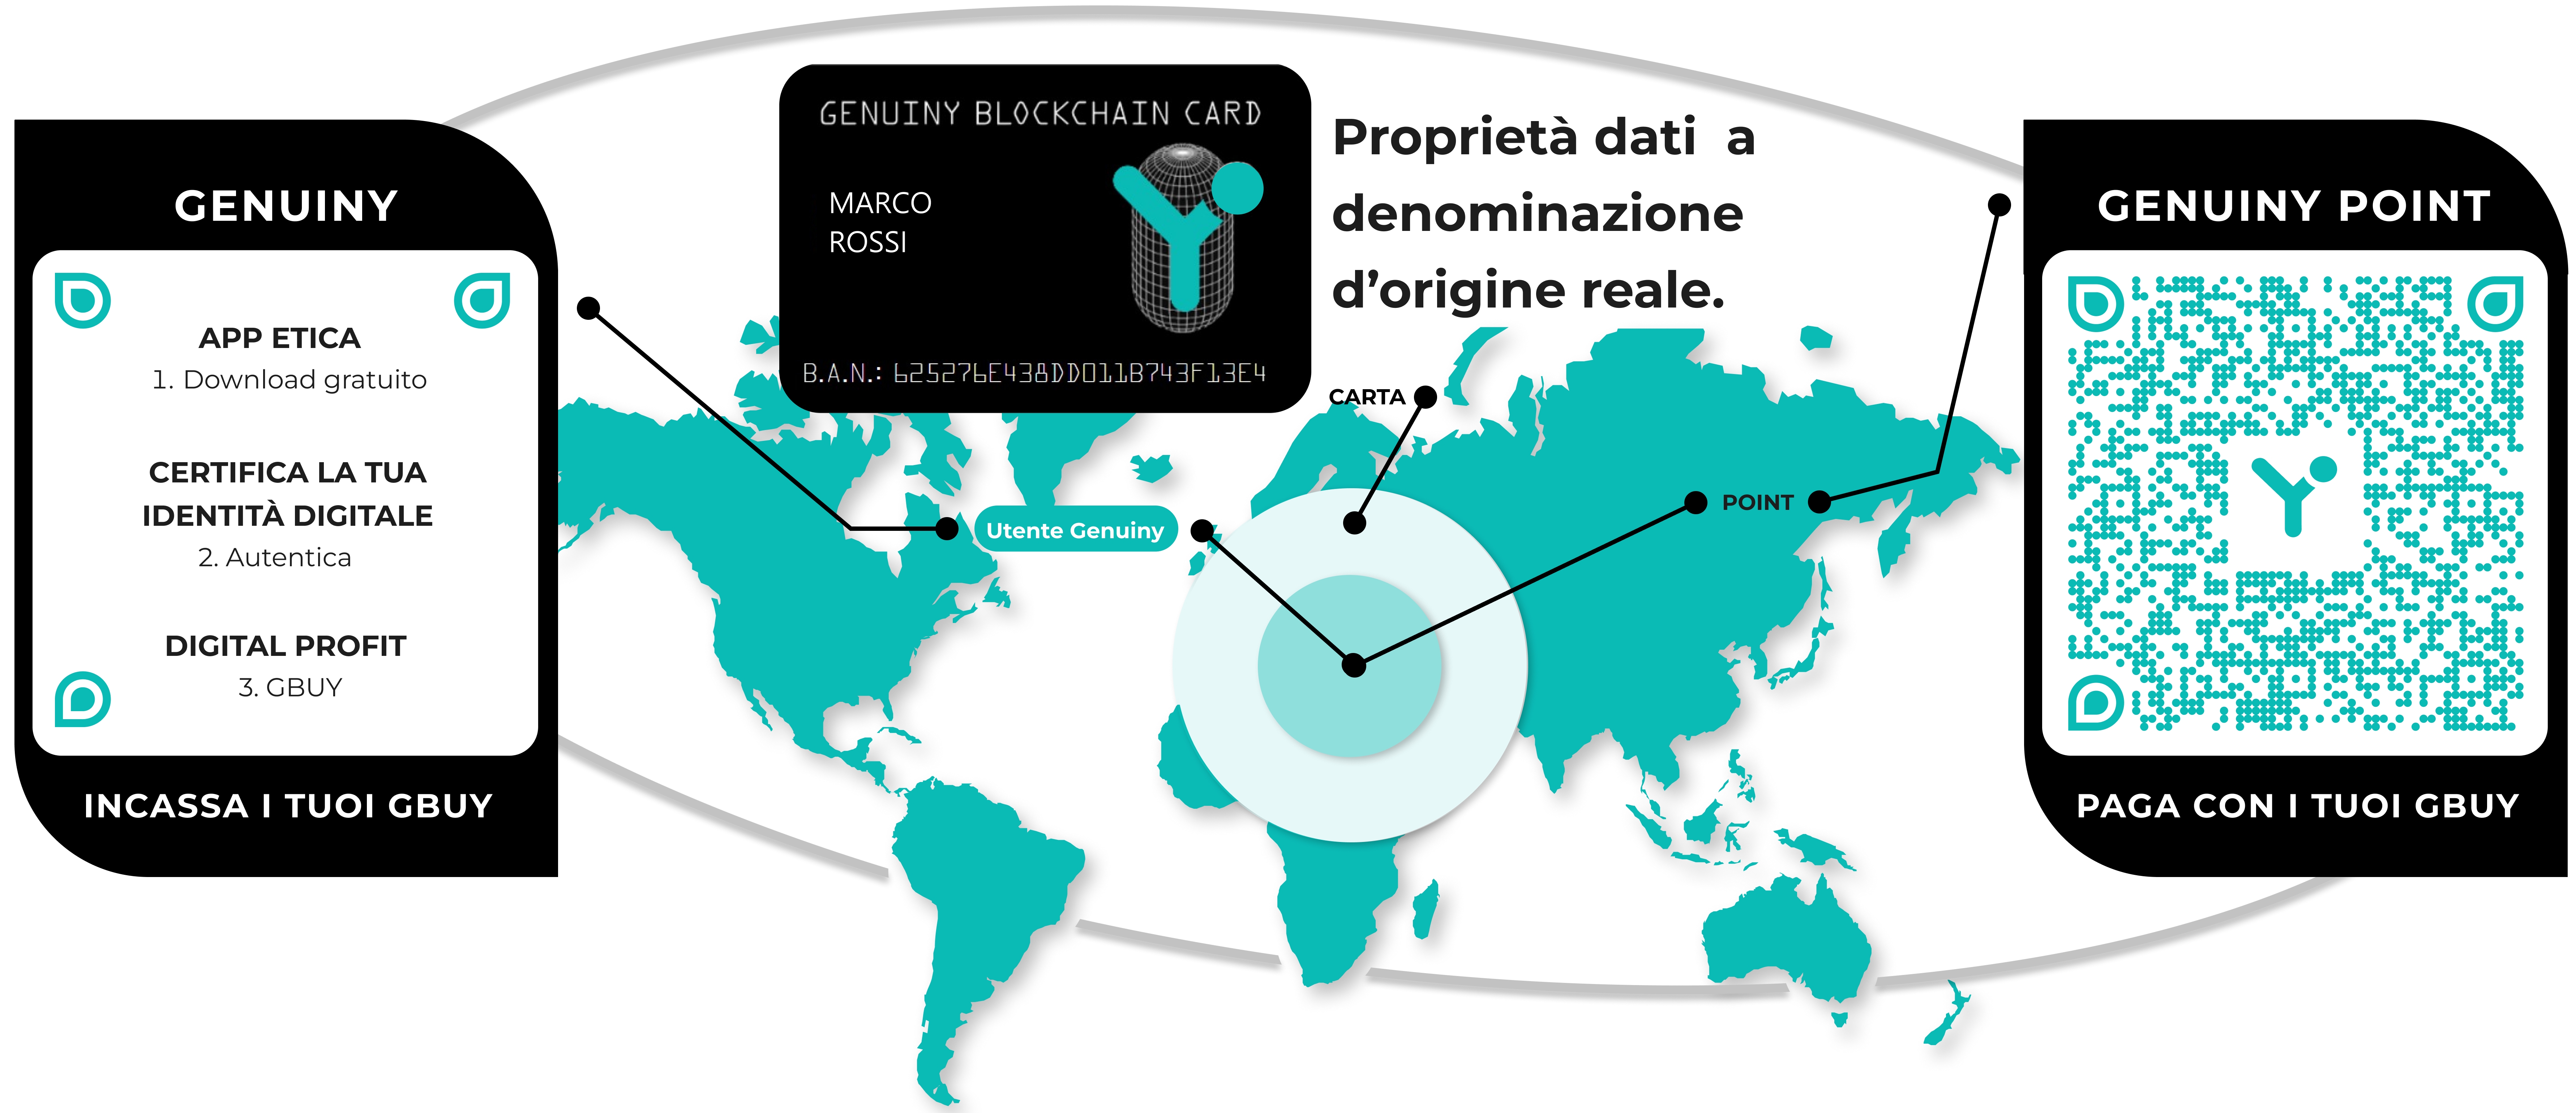 GENUINY
APP ETICA
1. Download gratuito
CERTIFICA LA TUA
IDENTITÀ DIGITALE
2. Autentica
DIGITAL PROFIT
3. GBUY
INCASSA I TUOI GBUY
GENUINY BLOCKCHAIN CARD
MARCO
ROSSI
B.A.N.: 625276E438DD011B743F13E4
Proprietà dati a
denominazione
d’origine reale.
CARTA
Utente Genuiny
POINT
GENUINY POINT
PAGA CON I TUOI GBUY